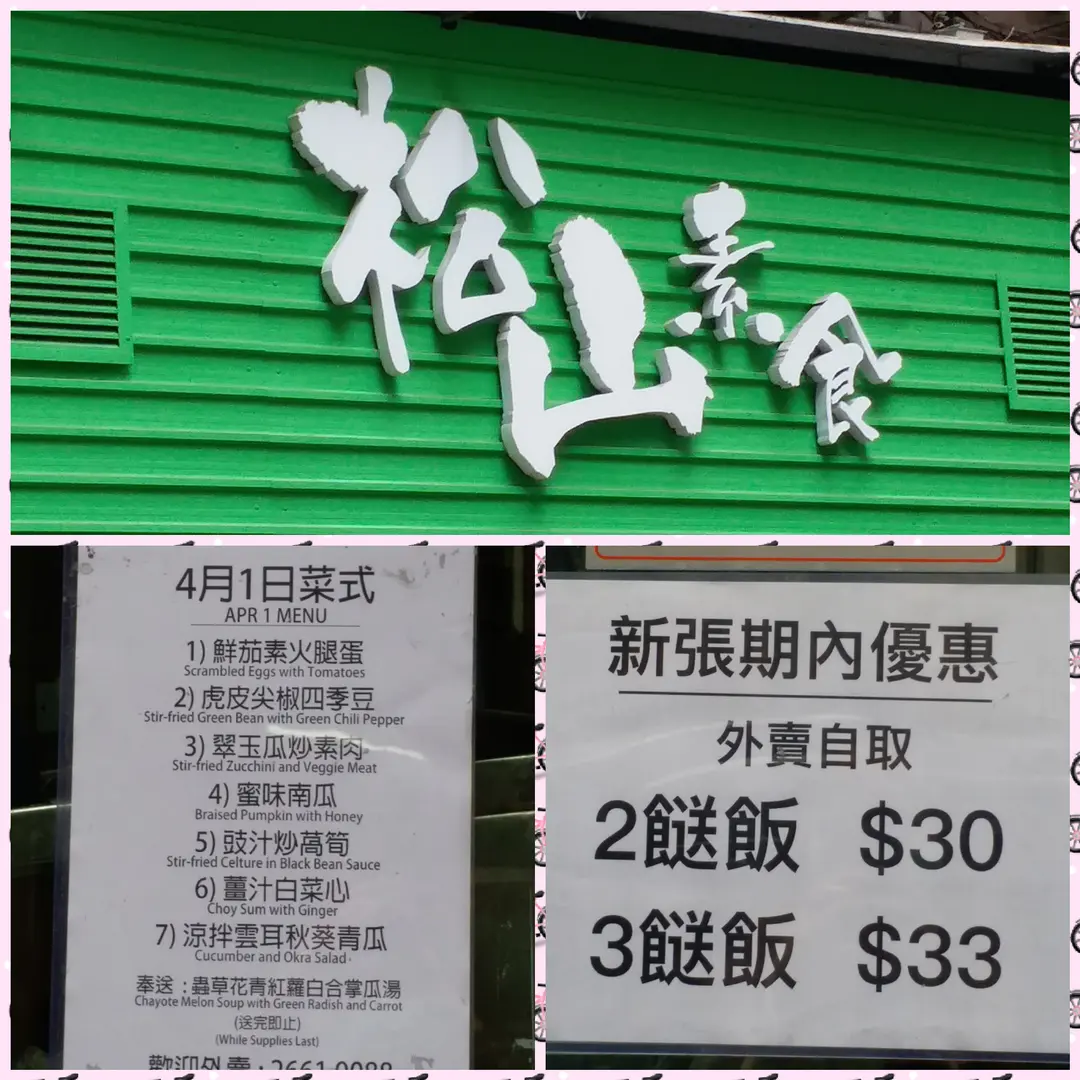 松山素食
4月1日菜式
APR 1 MENU
1) 鮮茄素火腿蛋
Scrambled Eggs with Tomatoes
2) 虎皮尖椒四季豆
Stir-fried Green Bean with Green Chili Pepper
3) 翠玉瓜炒素肉
Stir-fried Zucchini and Veggie Meat
4) 蜜味南瓜
Braised Pumpkin with Honey
5) 豉汁炒萵筍
Stir-fried Celture in Black Bean Sauce
6) 薑汁白菜心
Choy Sum with Ginger
7) 涼拌雲耳秋葵青瓜
Cucumber and Okra Salad
奉送：蟲草花青紅蘿白合掌瓜湯
Chayote Melon Soup with Green Radish and Carrot
(送完即止)
(While Supplies Last)
歡迎外賣：2661 0088
新張期內優惠
外賣自取
2餸飯 $30
3餸飯 $33